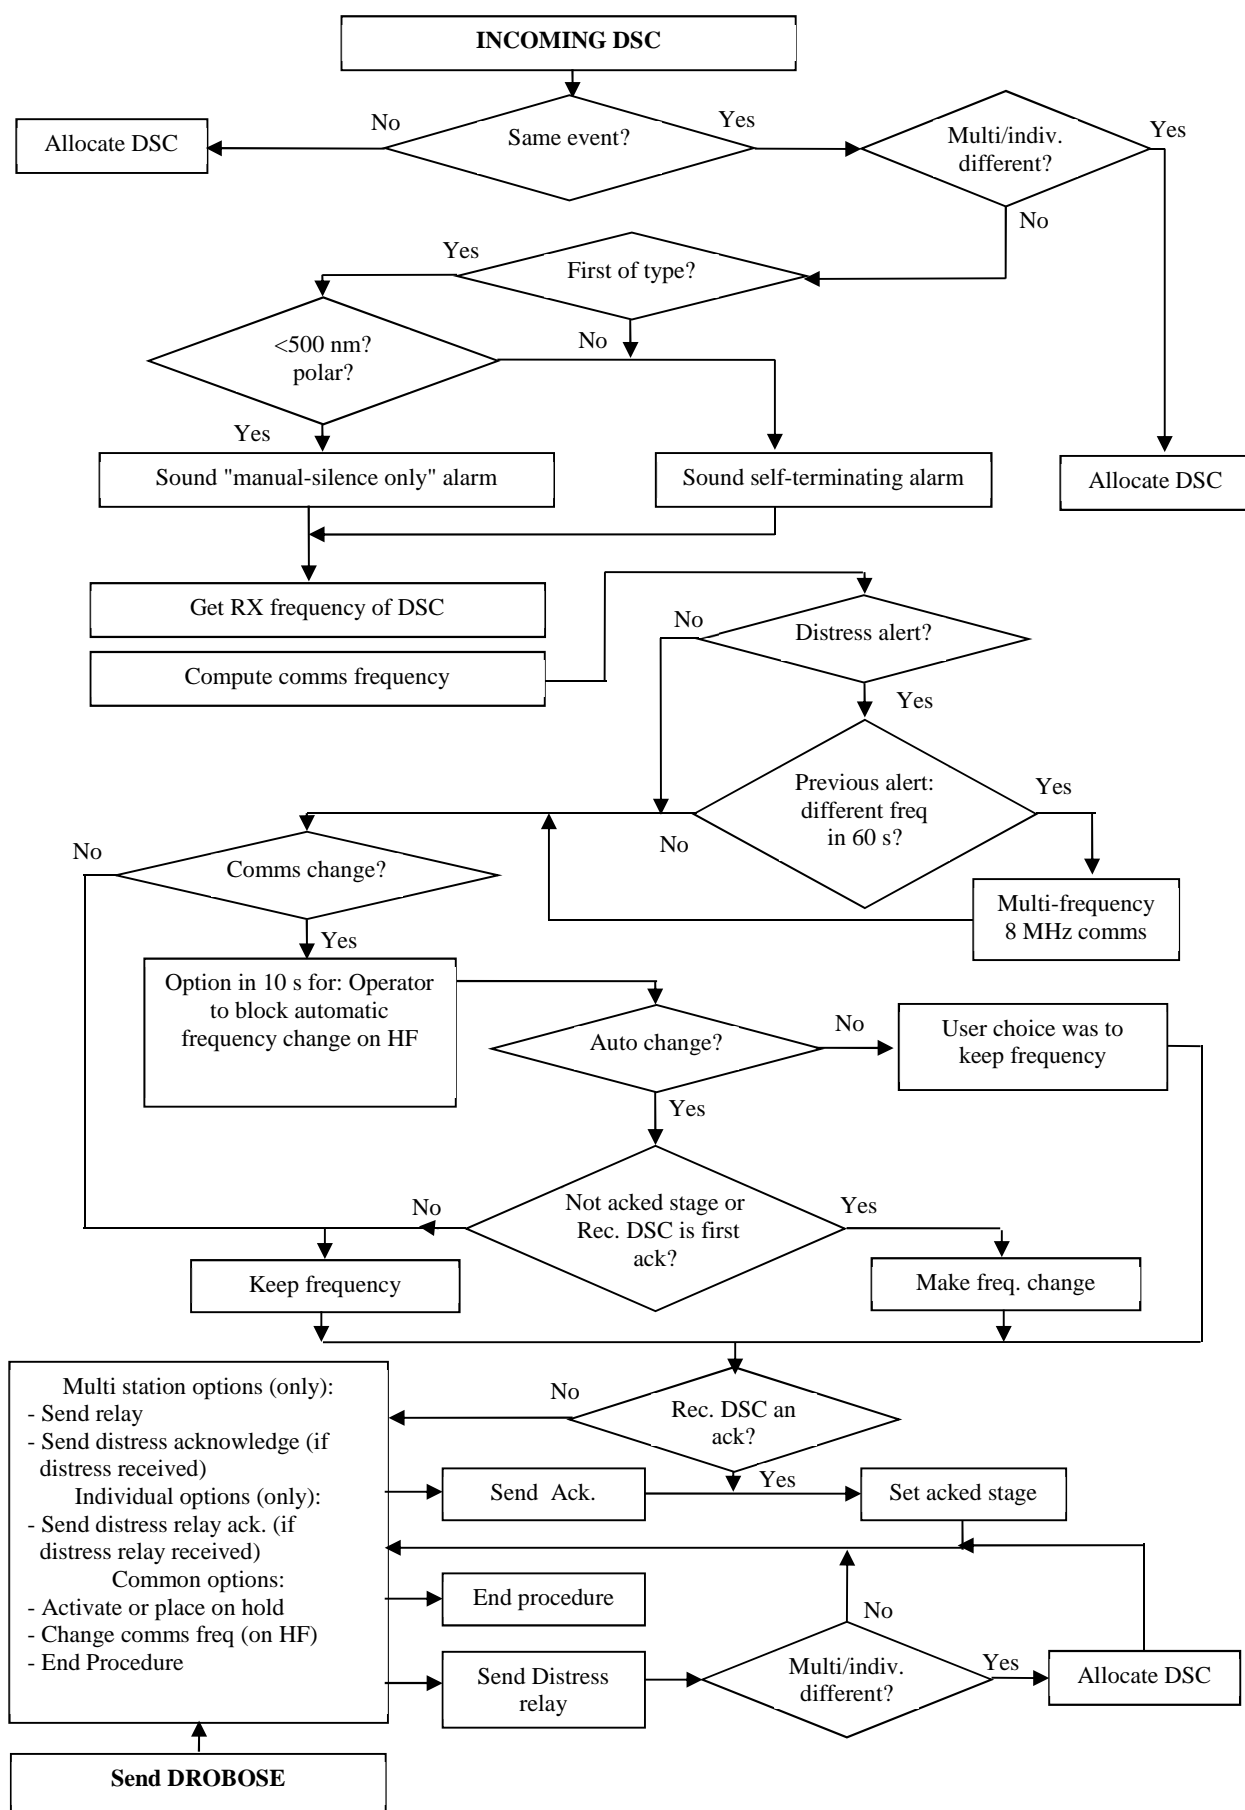 INCOMING DSC
No
Yes
Yes
Allocate DSC
Same event?
Multi/indiv.
different?
No
Yes
First of type?
<500 nm?
polar?
No
Yes
Sound "manual-silence only" alarm
Sound self-terminating alarm
Allocate DSC
Get RX frequency of DSC
No
Distress alert?
Compute comms frequency
Yes
Previous alert:
different freq
in 60 s?
Yes
No
No
Comms change?
Multi-frequency
8 MHz comms
Yes
Option in 10 s for: Operator
to block automatic
frequency change on HF
Auto change?
No
User choice was to
keep frequency
Yes
Not acked stage or
Rec. DSC is first
ack?
No
Yes
Keep frequency
Make freq. change
Multi station options (only):
- Send relay
- Send distress acknowledge (if
distress received)
Individual options (only):
- Send distress relay ack. (if
distress relay received)
Common options:
- Activate or place on hold
- Change comms freq (on HF)
- End Procedure
No
Rec. DSC an
ack?
Yes
Send Ack.
Set acked stage
End procedure
No
Send Distress
relay
Multi/indiv.
different?
Yes
Allocate DSC
Send DROBOSE